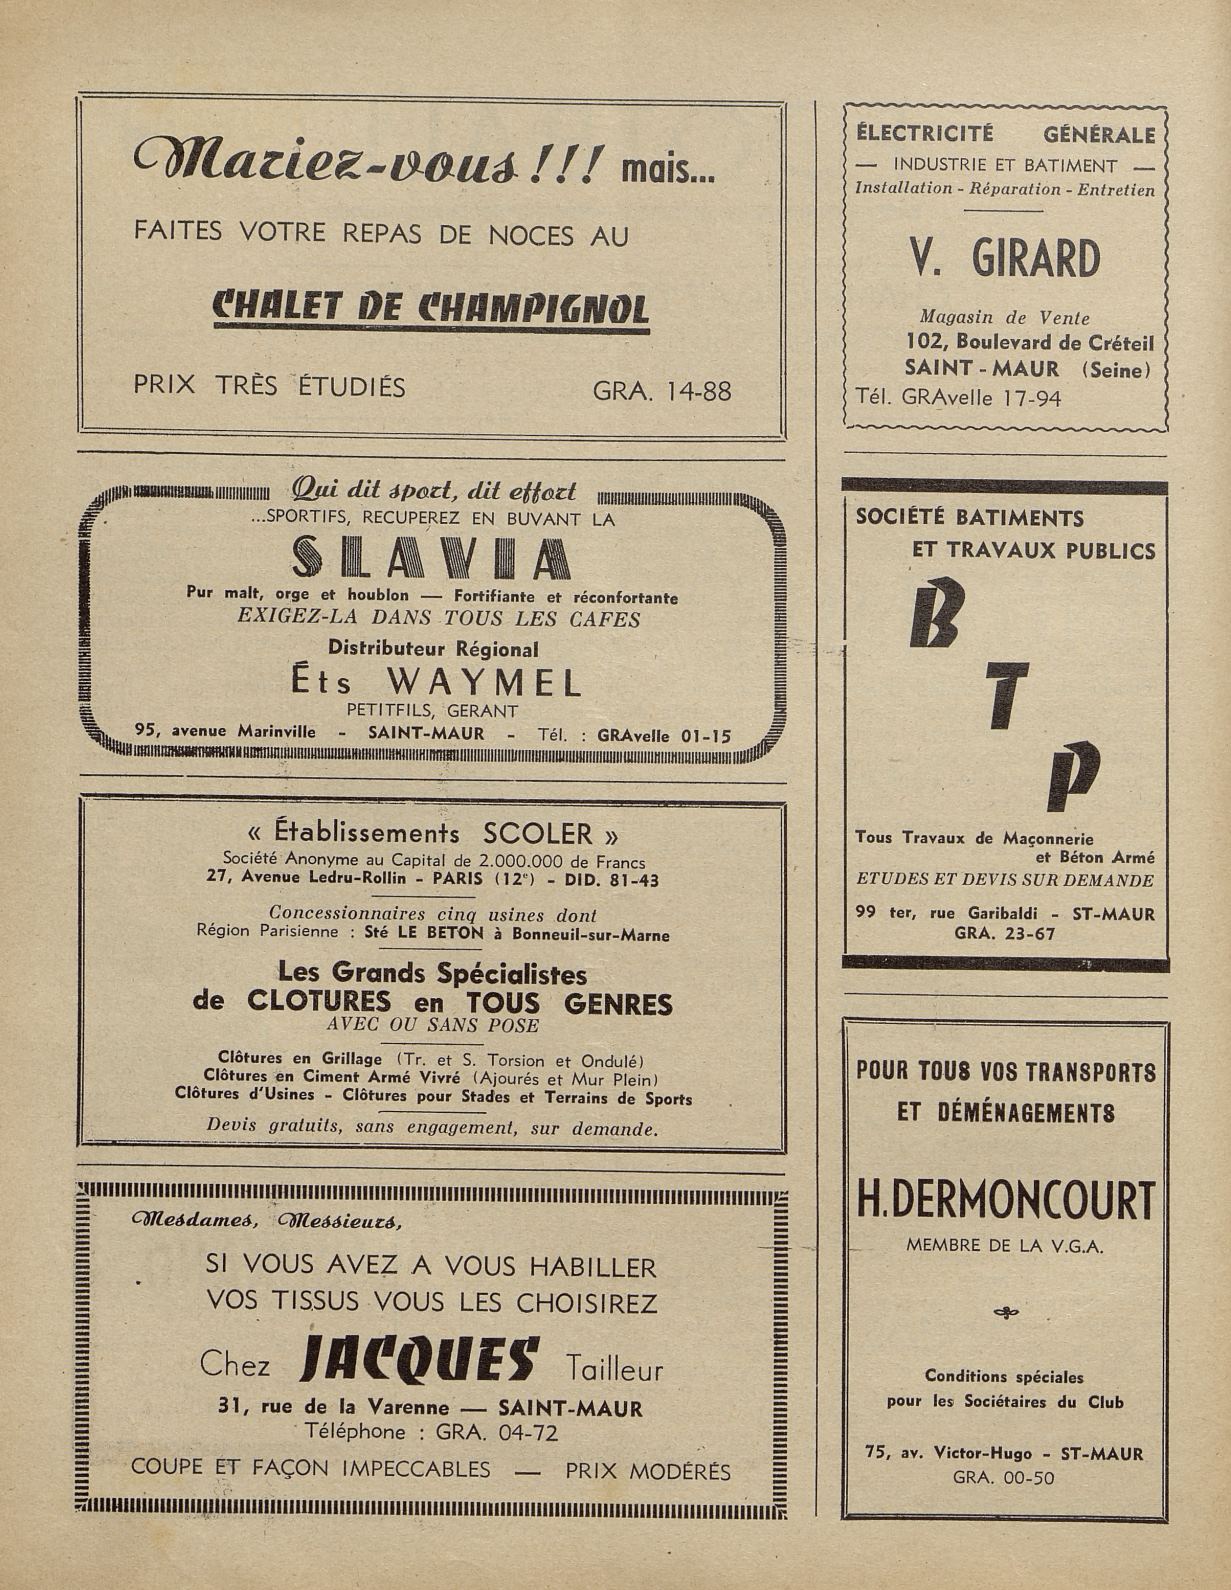 Mariez-vous !!! mais...
FAITES VOTRE REPAS DE NOCES AU
CHALET DE CHAMPIGNOL
PRIX TRÈS ÉTUDIÉS GRA. 14-88
Qui dit sport, dit effort
...SPORTIFS, RECUPEREZ EN BUVANT LA
SLAVIA
Pur malt, orge et houblon — Fortifiante et réconfortante
EXIGEZ-LA DANS TOUS LES CAFES
Distributeur Régional
Éts WAYMEL
PETITFILS, GERANT
95, avenue Marinville - SAINT-MAUR - Tél. : GRAvelle 01-15
« Établissements SCOLER »
Société Anonyme au Capital de 2.000.000 de Francs
27, Avenue Ledru-Rollin - PARIS (12e) - DID. 81-43
Concessionnaires cinq usines dont
Région Parisienne : Sté LE BETON à Bonneuil-sur-Marne
Les Grands Spécialistes
de CLOTURES en TOUS GENRES
AVEC OU SANS POSE
Clôtures en Grillage (Tr. et S. Torsion et Ondulé)
Clôtures en Ciment Armé Vivré (Ajourés et Mur Plein)
Clôtures d'Usines - Clôtures pour Stades et Terrains de Sports
Devis gratuits, sans engagement, sur demande.
Mesdames, Messieurs,
SI VOUS AVEZ A VOUS HABILLER
VOS TISSUS VOUS LES CHOISIREZ
Chez JACQUES Tailleur
31, rue de la Varenne — SAINT-MAUR
Téléphone : GRA. 04-72
COUPE ET FAÇON IMPECCABLES — PRIX MODÉRÉS
ÉLECTRICITÉ GÉNÉRALE
— INDUSTRIE ET BATIMENT —
Installation - Réparation - Entretien
V. GIRARD
Magasin de Vente
102, Boulevard de Créteil
SAINT - MAUR (Seine)
Tél. GRAvelle 17-94
SOCIÉTÉ BATIMENTS
ET TRAVAUX PUBLICS
B
T
P
Tous Travaux de Maçonnerie
et Béton Armé
ETUDES ET DEVIS SUR DEMANDE
99 ter, rue Garibaldi - ST-MAUR
GRA. 23-67
POUR TOUS VOS TRANSPORTS
ET DÉMÉNAGEMENTS
H. DERMONCOURT
MEMBRE DE LA V.G.A.
Conditions spéciales
pour les Sociétaires du Club
75, av. Victor-Hugo - ST-MAUR
GRA. 00-50